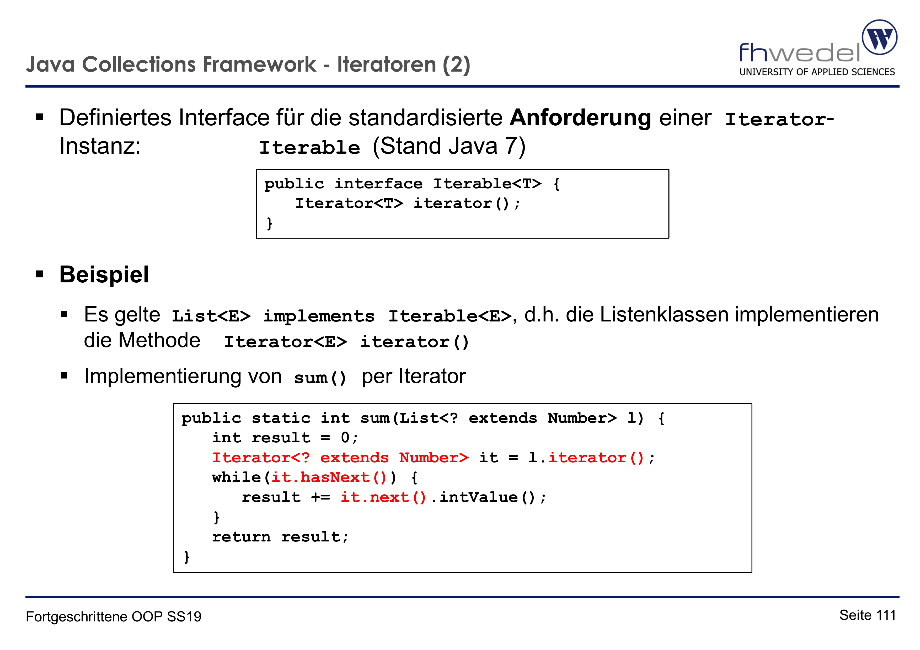 Java Collections Framework - Iteratoren (2)
fhwedel
UNIVERSITY OF APPLIED SCIENCES
W
▪ Definiertes Interface für die standardisierte Anforderung einer Iterator-
Instanz: Iterable (Stand Java 7)
public interface Iterable<T> {
Iterator<T> iterator();
}
▪ Beispiel
▪ Es gelte List<E> implements Iterable<E>, d.h. die Listenklassen implementieren
die Methode Iterator<E> iterator()
▪ Implementierung von sum() per Iterator
public static int sum(List<? extends Number> l) {
int result = 0;
Iterator<? extends Number> it = l.iterator();
while(it.hasNext()) {
result += it.next().intValue();
}
return result;
}
Fortgeschrittene OOP SS19
Seite 111